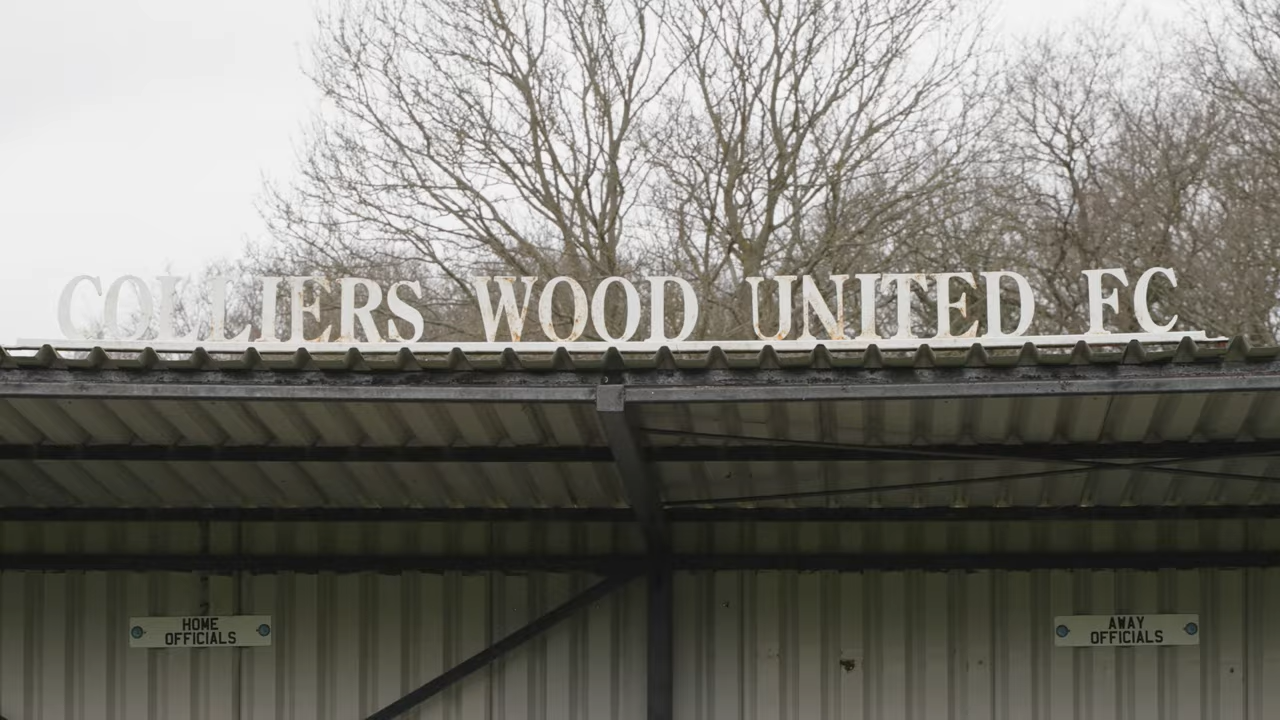 COLLIERS WOOD UNITED FC
HOME
OFFICIALS
AWAY
OFFICIALS